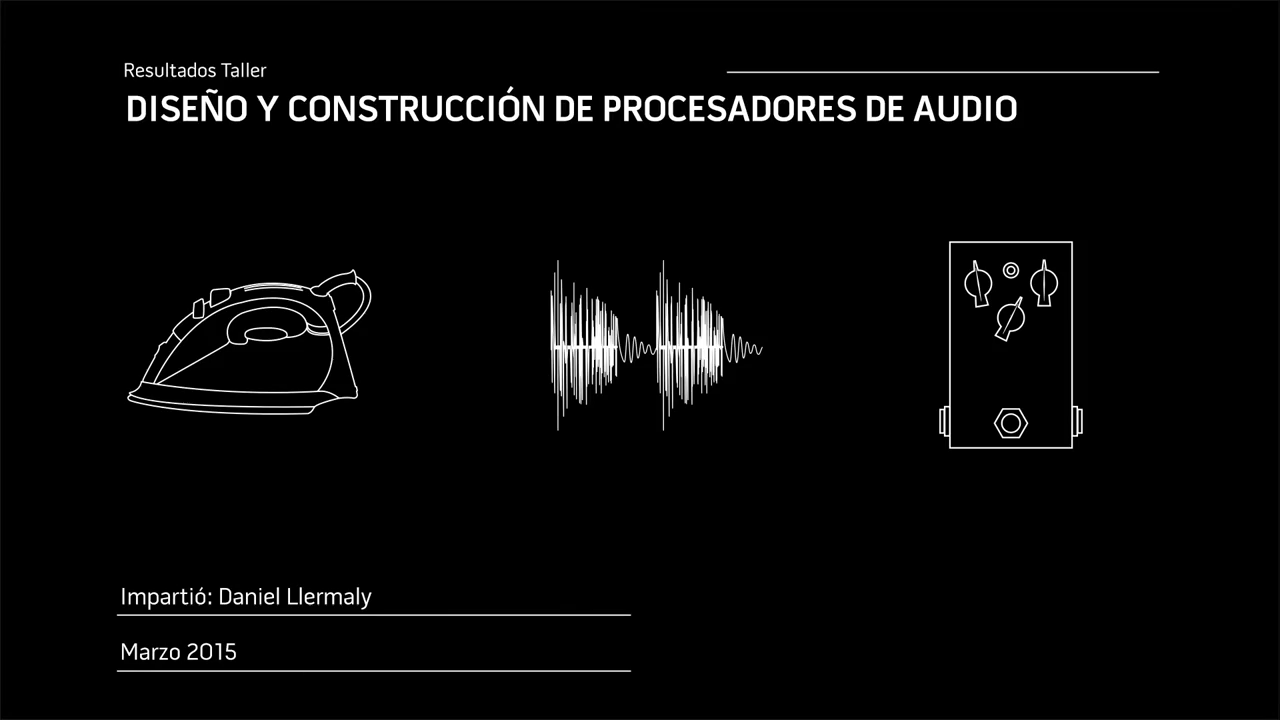 Resultados Taller
DISEÑO Y CONSTRUCCIÓN DE PROCESADORES DE AUDIO
Impartió: Daniel Llermaly
Marzo 2015